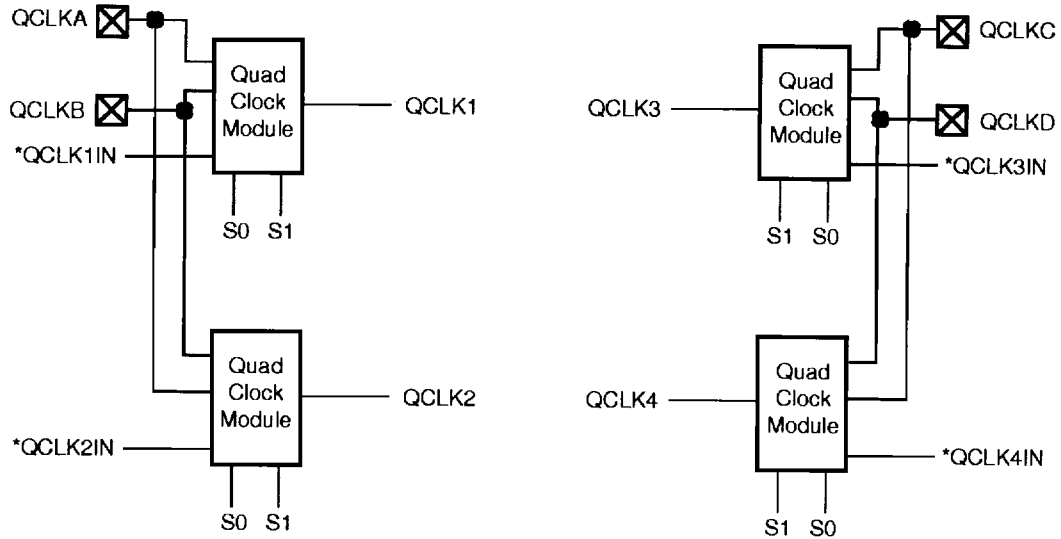 QCLKA
QCLKB
*QCLK1IN
Quad
Clock
Module
QCLK1
S0 S1
QCLKC
QCLKD
*QCLK3IN
Quad
Clock
Module
QCLK3
S1 S0
Quad
Clock
Module
QCLK2
*QCLK2IN
S0 S1
Quad
Clock
Module
QCLK4
*QCLK4IN
S1 S0